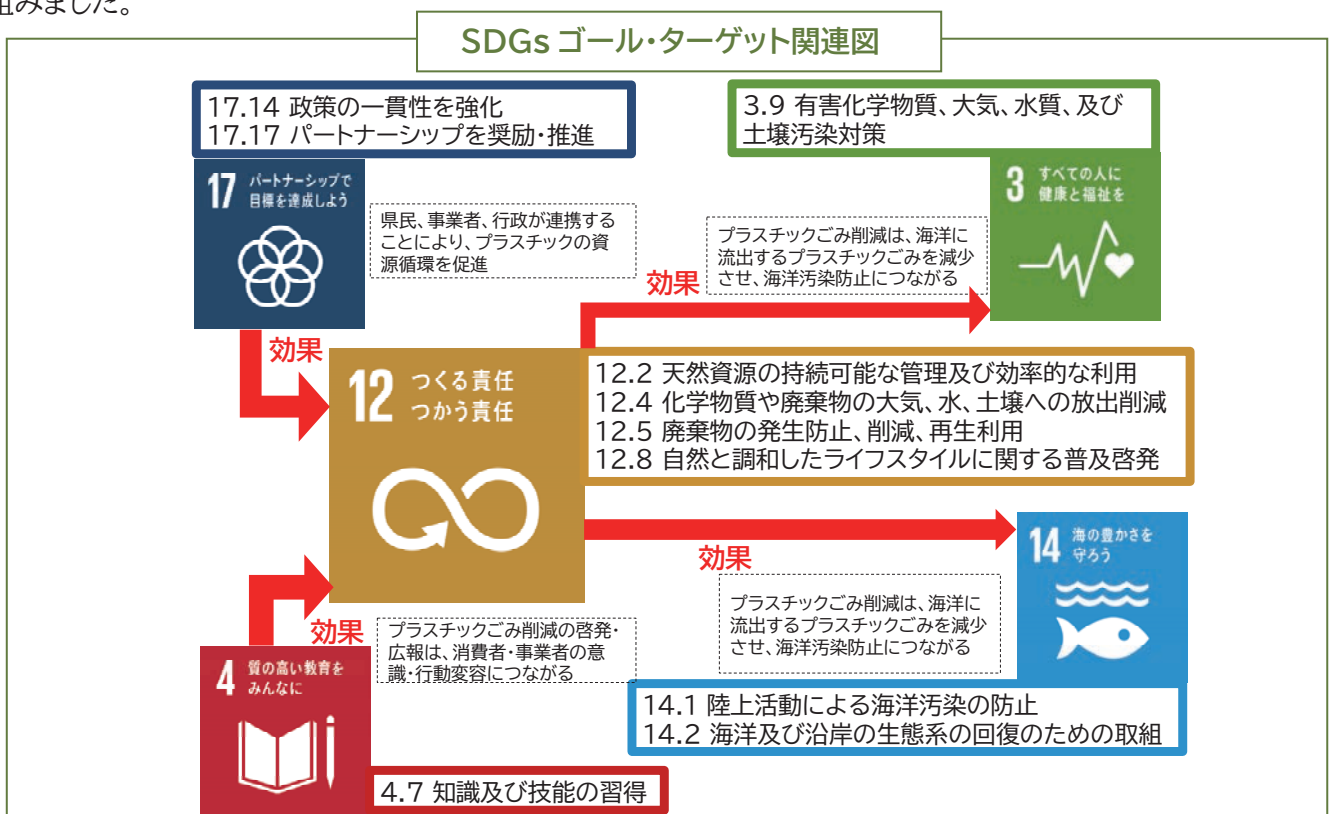 組みました。
SDGs ゴール・ターゲット関連図
17.14 政策の一貫性を強化
17.17 パートナーシップを奨励・推進
3.9 有害化学物質、大気、水質、及び
土壌汚染対策
17 パートナーシップで
目標を達成しよう
3 すべての人に
健康と福祉を
県民、事業者、行政が連携する
ことにより、プラスチックの資
源循環を促進
プラスチックごみ削減は、海洋に
流出するプラスチックごみを減少
させ、海洋汚染防止につながる
効果
効果
12 つくる責任
つかう責任
12.2 天然資源の持続可能な管理及び効率的な利用
12.4 化学物質や廃棄物の大気、水、土壌への放出削減
12.5 廃棄物の発生防止、削減、再生利用
12.8 自然と調和したライフスタイルに関する普及啓発
効果
14 海の豊かさを
守ろう
プラスチックごみ削減は、海洋に
流出するプラスチックごみを減少
させ、海洋汚染防止につながる
効果
プラスチックごみ削減の啓発・
広報は、消費者・事業者の意
識・行動変容につながる
4 質の高い教育を
みんなに
14.1 陸上活動による海洋汚染の防止
14.2 海洋及び沿岸の生態系の回復のための取組
4.7 知識及び技能の習得